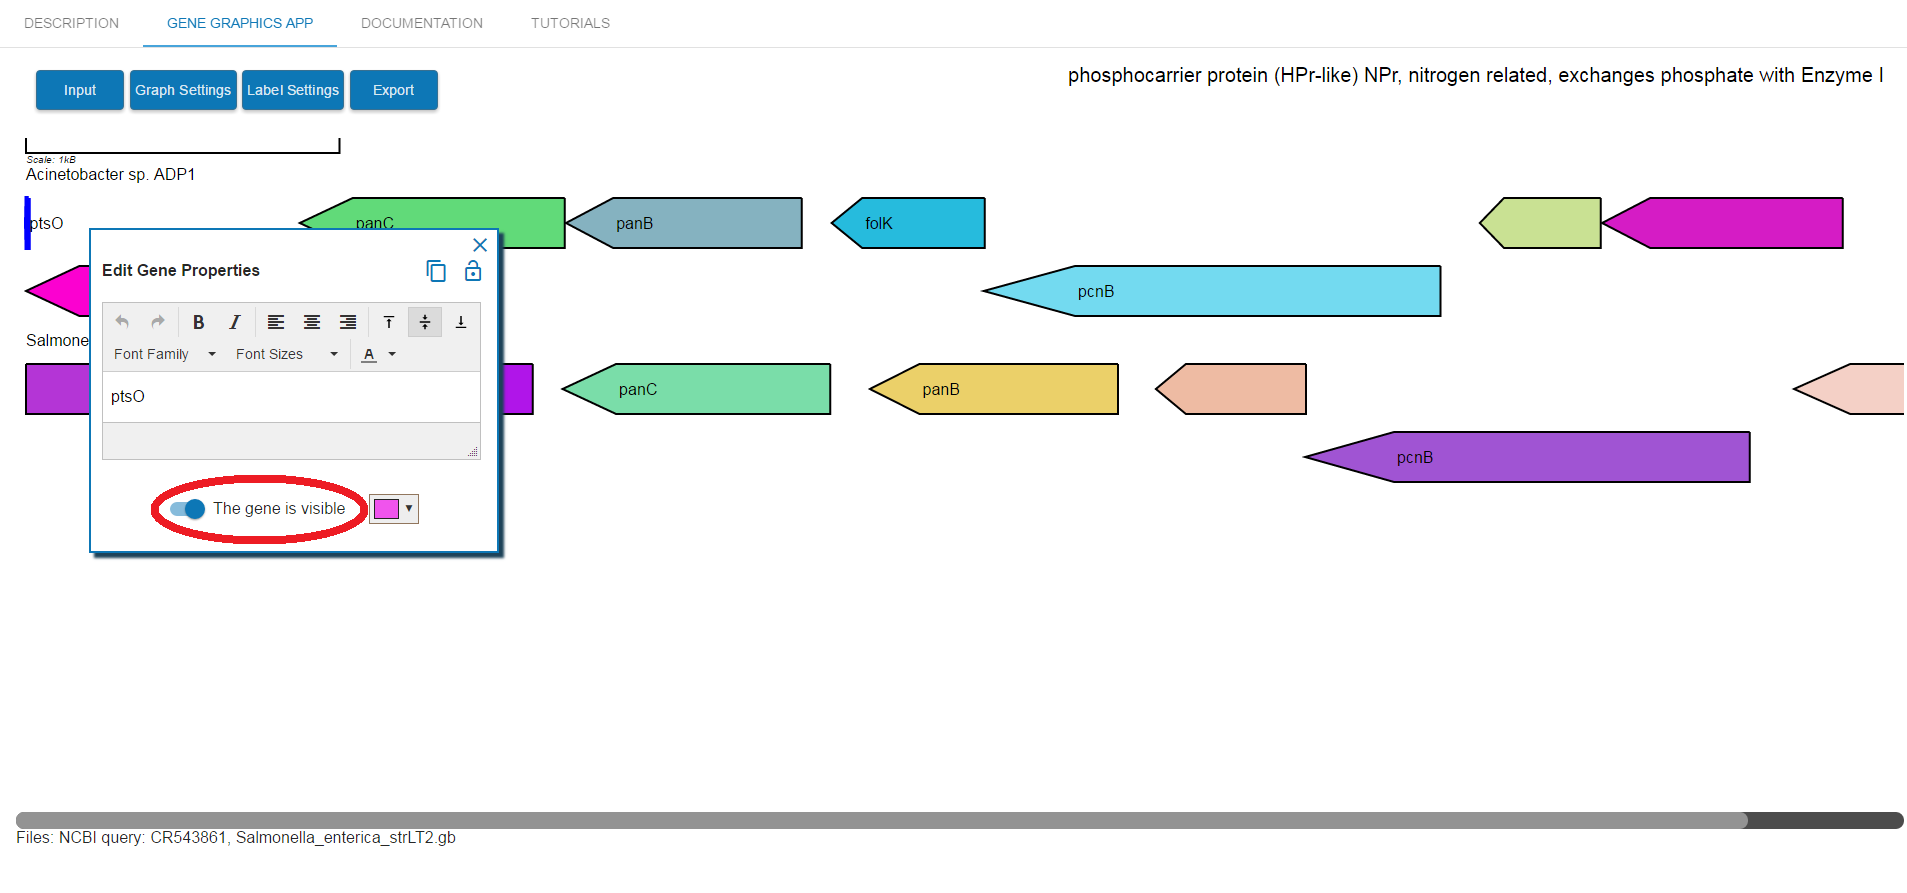 DESCRIPTION GENE GRAPHICS APP DOCUMENTATION TUTORIALS
phosphocarrier protein (HPr-like) NPr, nitrogen related, exchanges phosphate with Enzyme I
Input Graph Settings Label Settings Export
Scale: 1kB
Acinetobacter sp. ADP1
ptsO panC panB folK
Edit Gene Properties
pcnB
Salmone
B I
Font Family Font Sizes A
panC panB
ptsO
pcnB
The gene is visible
Files: NCBI query: CR543861, Salmonella_enterica_strLT2.gb